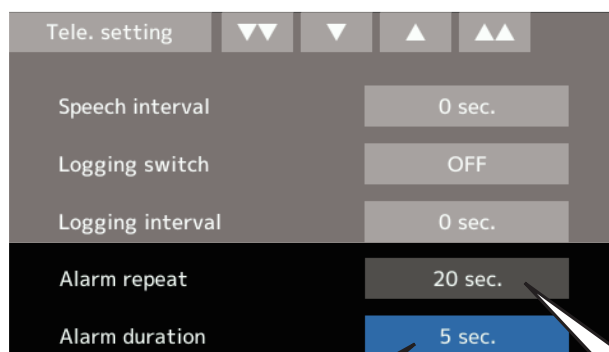 Tele. setting ▼▼ ▼ ▲ ▲▲
Speech interval 0 sec.
Logging switch OFF
Logging interval 0 sec.
Alarm repeat 20 sec.
Alarm duration 5 sec.